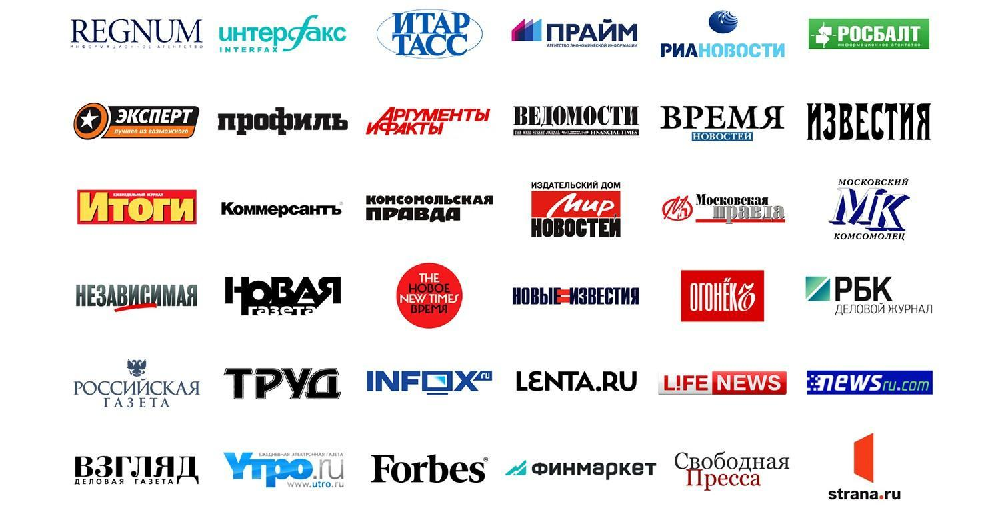 REGNUM
ИНФОРМАЦИОННОЕ АГЕНТСТВО
интерфакс
INTERFAX
ИТАР
ТАСС
ПРАЙМ
АГЕНТСТВО ЭКОНОМИЧЕСКОЙ ИНФОРМАЦИИ
РИАНОВОСТИ
РОСБАЛТ
информационное агентство
ЭКСПЕРТ
лучшее из возможного
профиль
АРГУМЕНТЫ
И ФАКТЫ
ВЕДОМОСТИ
THE WALL STREET JOURNAL FINANCIAL TIMES
ВРЕМЯ
НОВОСТЕЙ
ИЗВЕСТИЯ
ЕЖЕНЕДЕЛЬНЫЙ ЖУРНАЛ
Итоги
Коммерсантъ®
КОМСОМОЛЬСКАЯ
ПРАВДА
ИЗДАТЕЛЬСКИЙ ДОМ
Мир
НОВОСТЕЙ
МП
Московская
правда
МОСКОВСКИЙ
МК
КОМСОМОЛЕЦ
НЕЗАВИСИМАЯ
НОВАЯ
газета
THE
НОВОЕ
NEW TIMES
ВРЕМЯ
НОВЫЕ ИЗВЕСТИЯ
ОГОНЁКЪ
РБК
ДЕЛОВОЙ ЖУРНАЛ
РОССИЙСКАЯ
ГАЗЕТА
ТРУД
INFOX.ru
LENTA.RU
L!FE NEWS
newsru.com
ВЗГЛЯД
ДЕЛОВАЯ ГАЗЕТА
ЕЖЕДНЕВНАЯ ЭЛЕКТРОННАЯ ГАЗЕТА
Утро.ru
www.utro.ru
Forbes®
ФИНМАРКЕТ
Свободная
Пресса
strana.ru